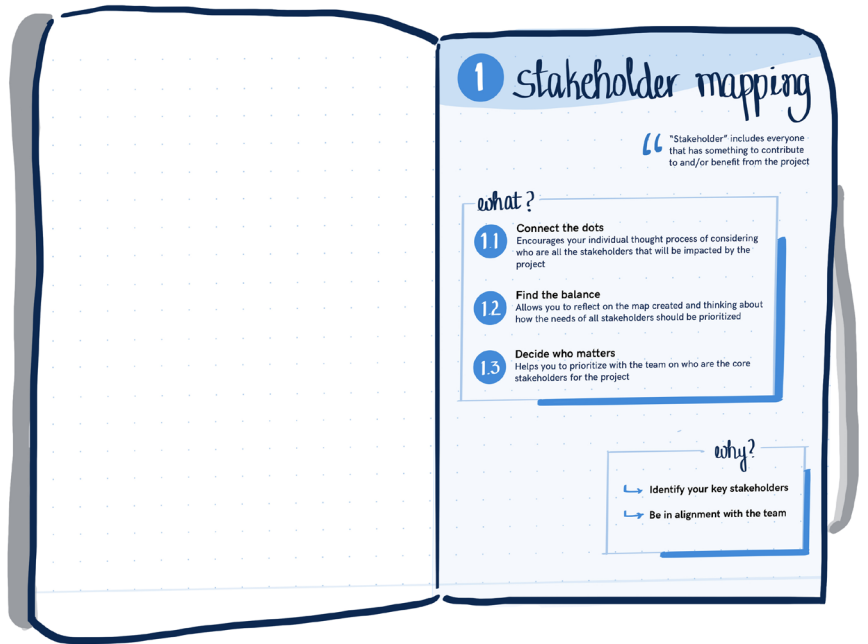 1 stakeholder mapping
"Stakeholder" includes everyone
that has something to contribute
to and/or benefit from the project
what?
1.1 Connect the dots
Encourages your individual thought process of considering
who are all the stakeholders that will be impacted by the
project
1.2 Find the balance
Allows you to reflect on the map created and thinking about
how the needs of all stakeholders should be prioritized
1.3 Decide who matters
Helps you to prioritize with the team on who are the core
stakeholders for the project
why?
Identify your key stakeholders
Be in alignment with the team